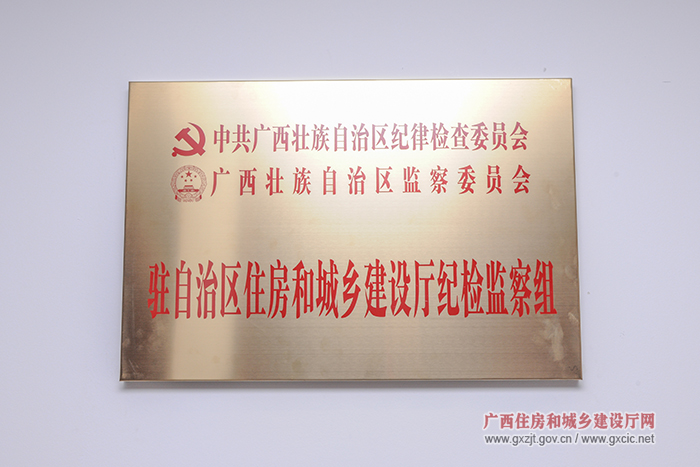 中共广西壮族自治区纪律检查委员会
广西壮族自治区监察委员会
驻自治区住房和城乡建设厅纪检监察组
广西住房和城乡建设厅网
www.gxzjt.gov.cn / www.gxcic.net